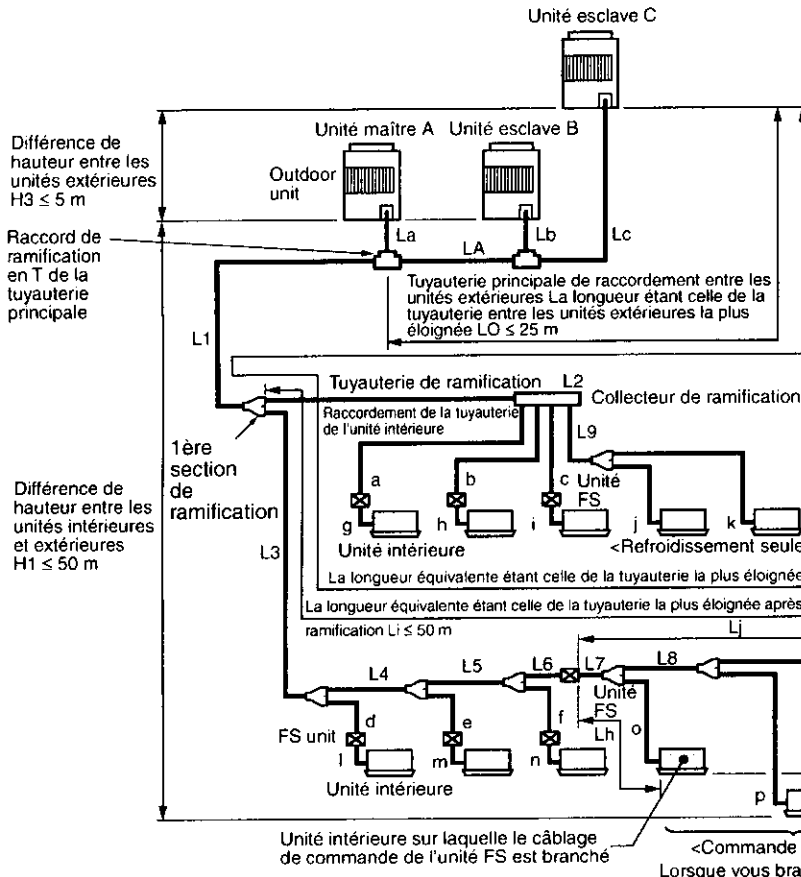 Unité esclave C
Différence de
hauteur entre les
unités extérieures
H3 ≤ 5 m
Unité maître A
Unité esclave B
Outdoor
unit
La
Lb
Lc
LA
Raccord de
ramification
en T de la
tuyauterie
principale
Tuyauterie principale de raccordement entre les
unités extérieures La longueur étant celle de la
tuyauterie entre les unités extérieures la plus
éloignée LO ≤ 25 m
L1
Tuyauterie de ramification
L2
Collecteur de ramification
Raccordement de la tuyauterie
de l'unité intérieure
L9
1ère
section
de
ramification
a
b
c
Unité
FS
g
h
i
j
k
Unité intérieure
<Refroidissement seule
Différence de
hauteur entre les
unités intérieures
et extérieures
H1 ≤ 50 m
L3
La longueur équivalente étant celle de la tuyauterie la plus éloignée
La longueur équivalente étant celle de la tuyauterie la plus éloignée après
ramification Li ≤ 50 m
Lj
L4
L5
L6
L7
L8
Unité
FS
Lh
FS unit
d
e
f
o
l
m
n
p
Unité intérieure
Unité intérieure sur laquelle le câblage
de commande de l'unité FS est branché
<Commande
Lorsque vous bra